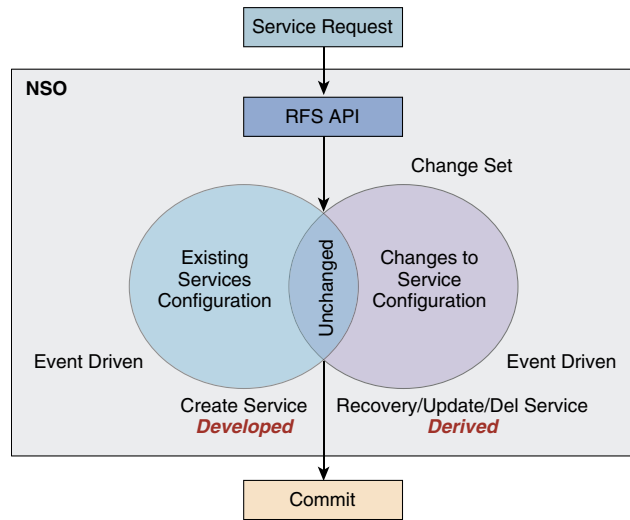 Service Request
NSO
RFS API
Change Set
Existing
Services
Configuration
Unchanged
Changes to
Service
Configuration
Event Driven
Event Driven
Create Service
Developed
Recovery/Update/Del Service
Derived
Commit